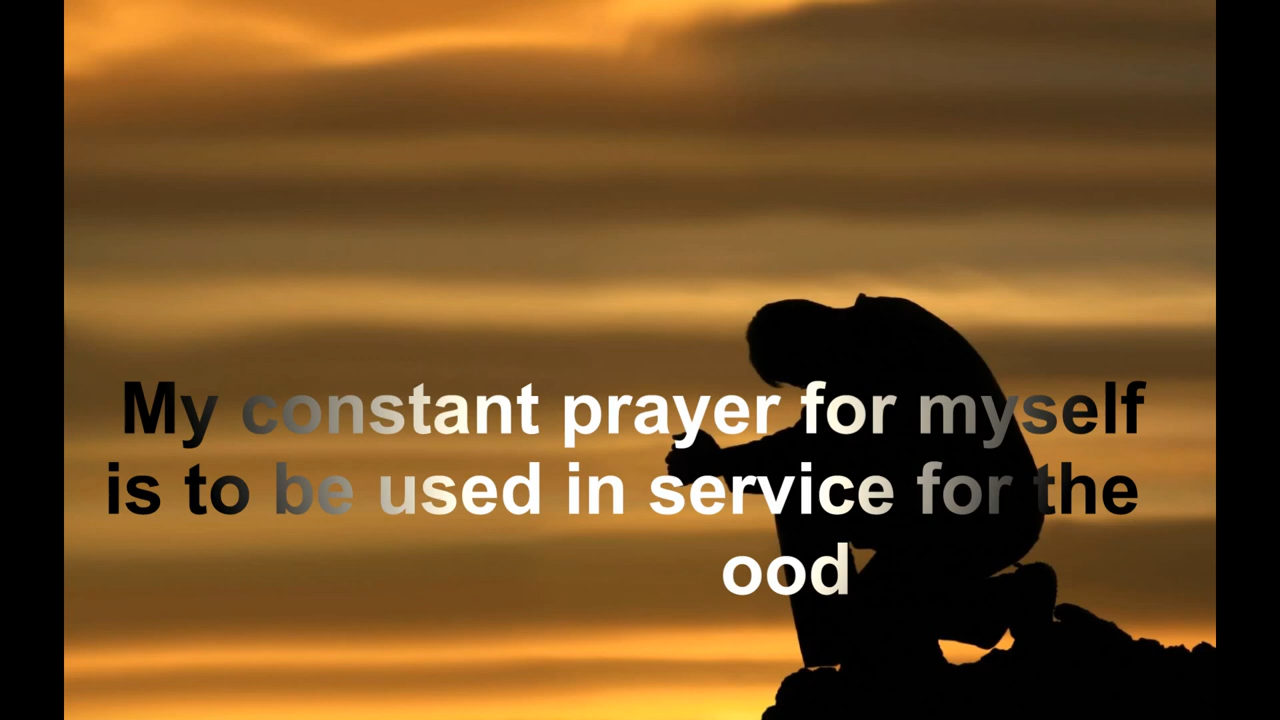 My constant prayer for myself
is to be used in service for the
ood